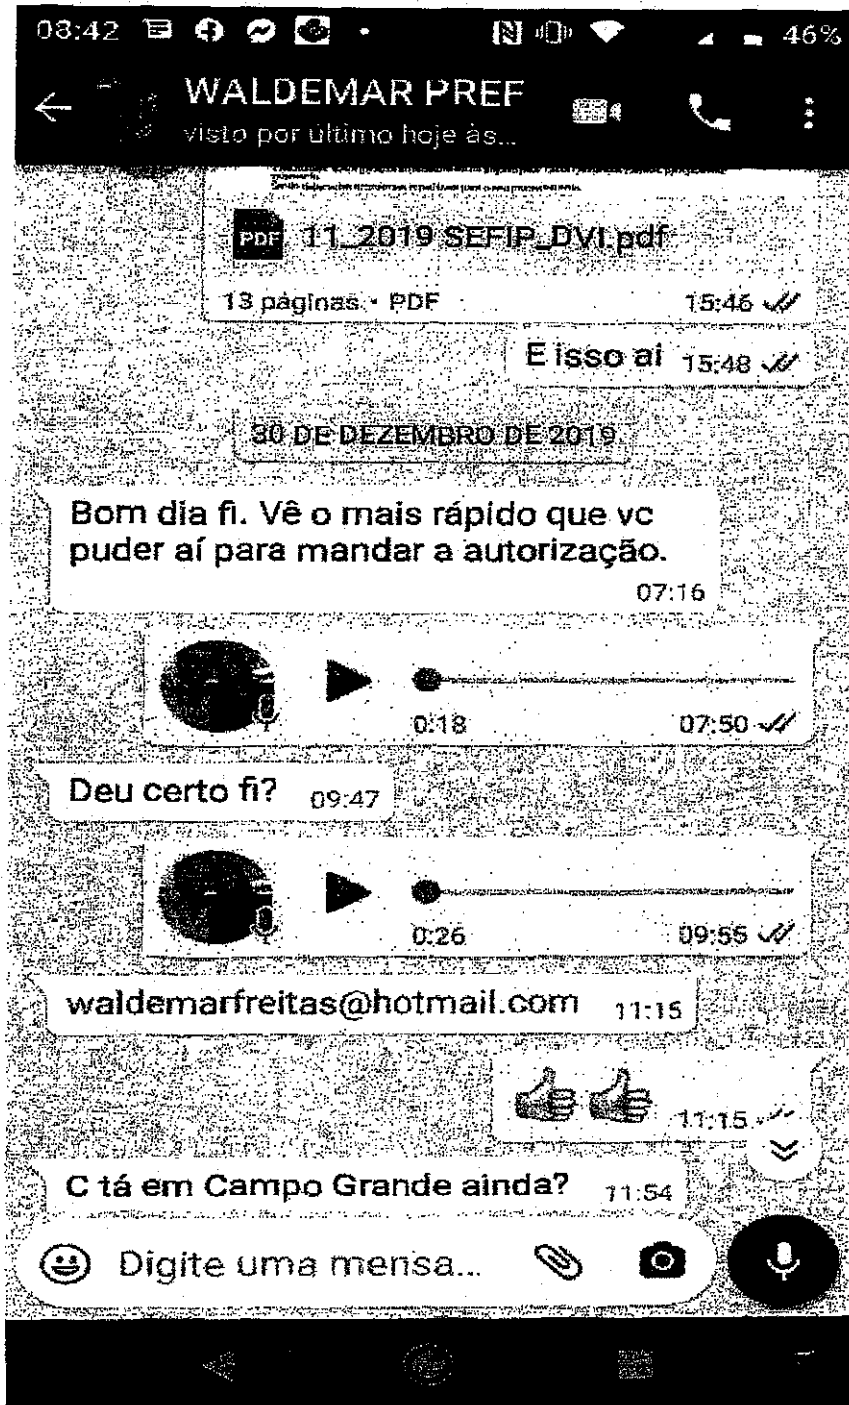 08:42 46%
WALDEMAR PREF
visto por último hoje às...
PDF 11_2019 SEFIP_DVI.pdf
13 páginas • PDF 15:46
E isso ai 15:48
30 DE DEZEMBRO DE 2019
Bom dia fi. Vê o mais rápido que vc
puder aí para mandar a autorização.
07:16
0:18 07:50
Deu certo fi? 09:47
0:26 09:55
waldemarfreitas@hotmail.com 11:15
11:15
C tá em Campo Grande ainda? 11:54
Digite uma mensa...